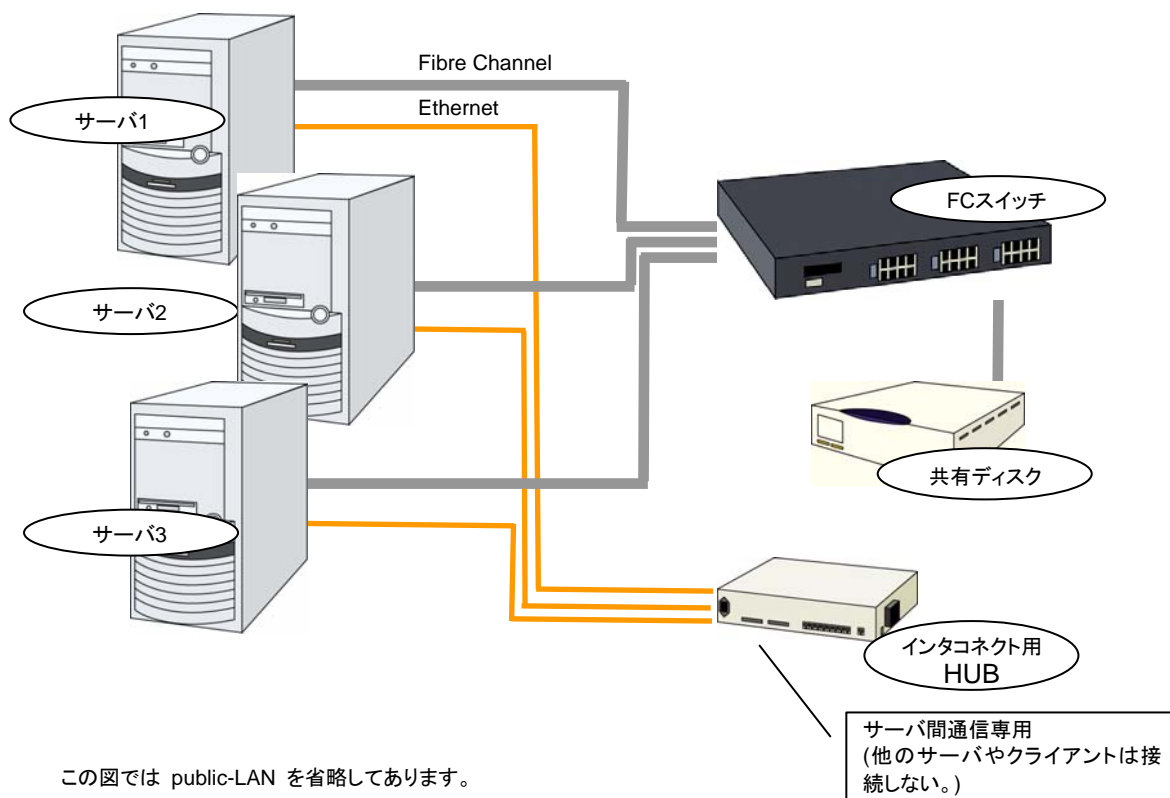 Fibre Channel
Ethernet
サーバ1
FCスイッチ
サーバ2
共有ディスク
サーバ3
インタコネクト用
HUB
サーバ間通信専用
(他のサーバやクライアントは接
続しない。)
この図では public-LAN を省略してあります。